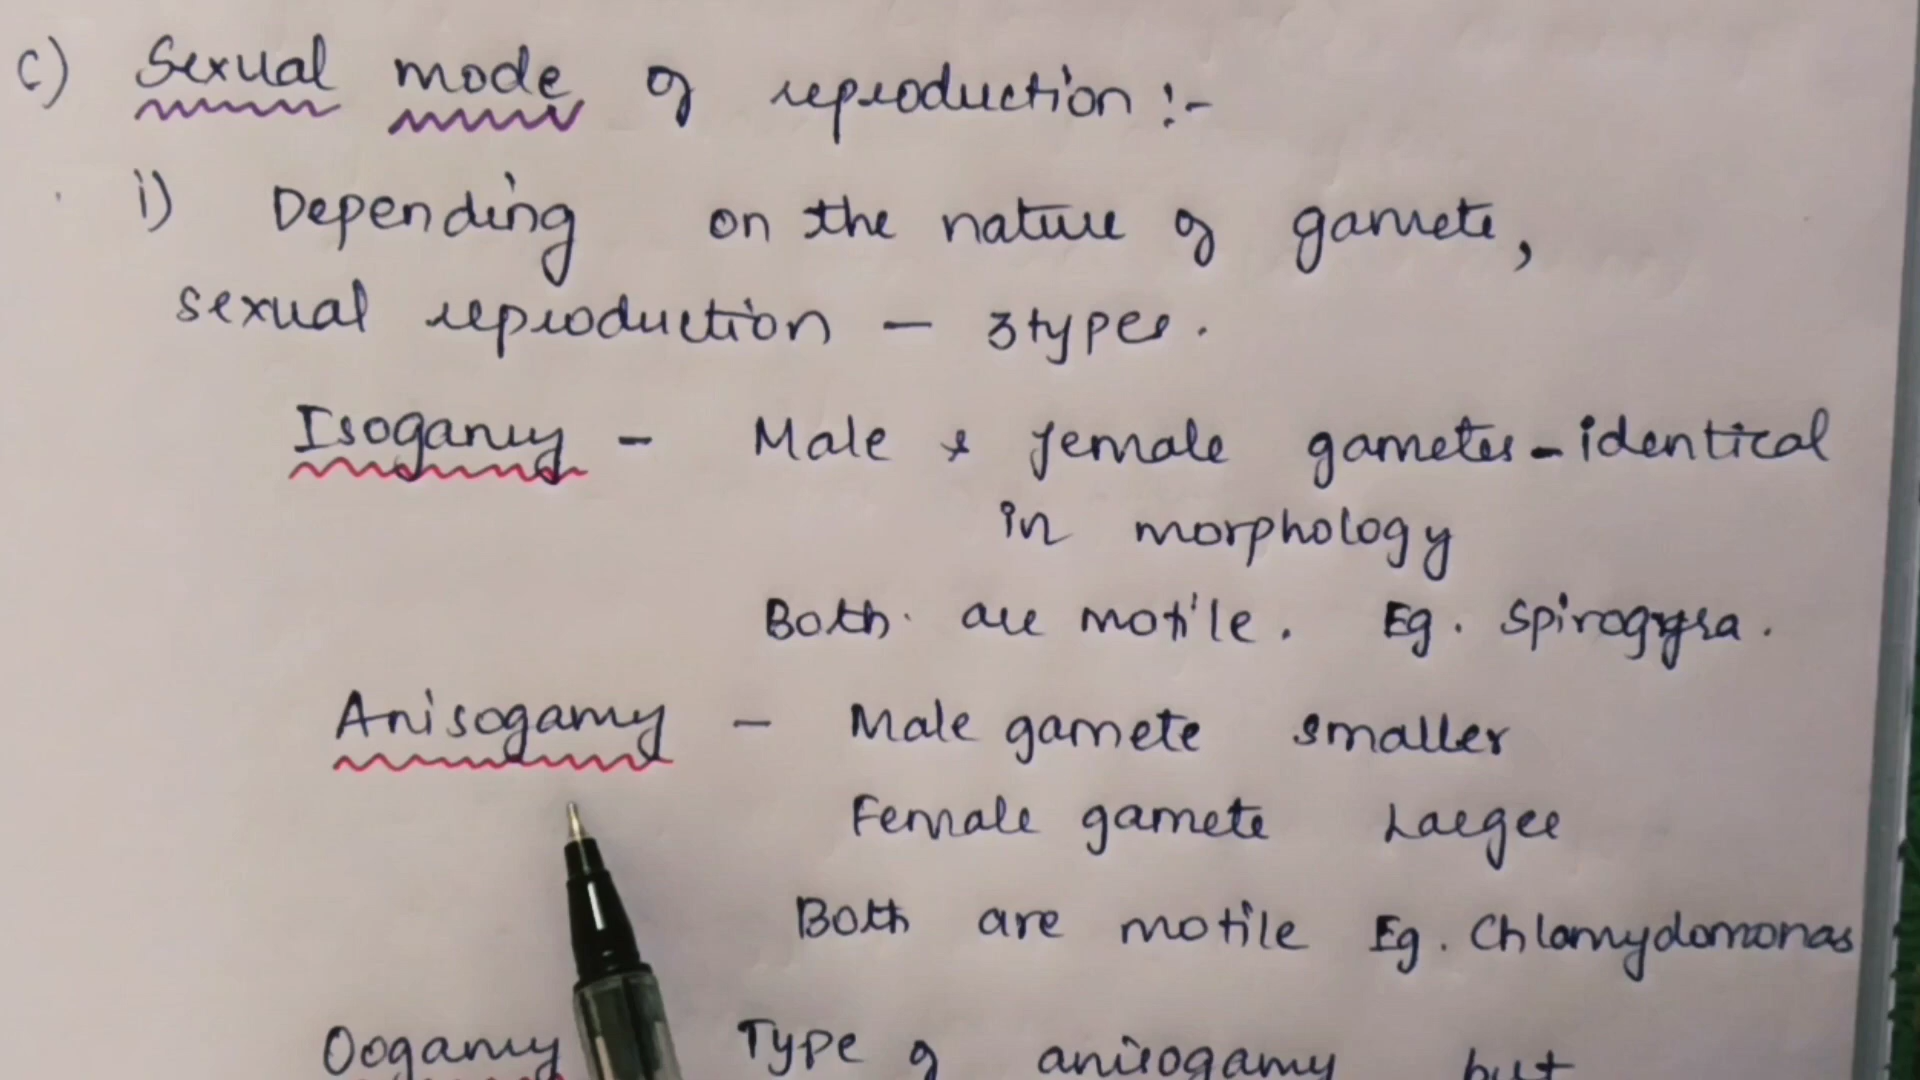 c) Sexual mode of reproduction :-
i) Depending on the nature of gamete,
sexual reproduction - 3 types.
Isogamy - Male & female gametes - identical
in morphology
Both are motile. Eg. Spirogyra.
Anisogamy - Male gamete smaller
Female gamete Larger
Both are motile Eg. Chlamydomonas
Oogamy Type of anisogamy but